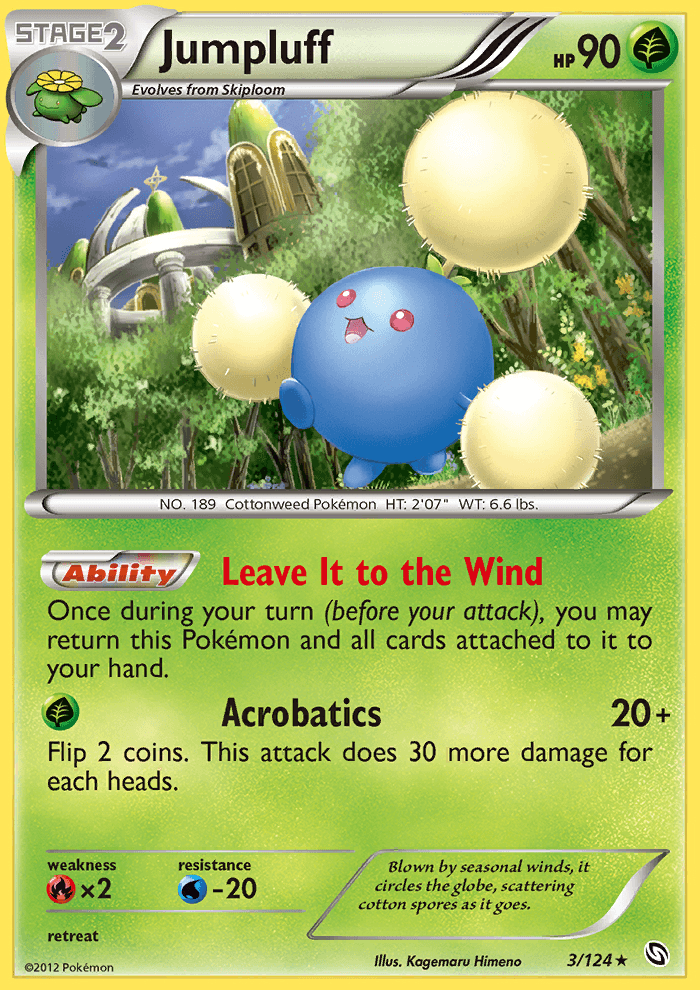 STAGE2
Jumpluff
HP90
Evolves from Skiploom
NO. 189 Cottonweed Pokémon HT: 2'07" WT: 6.6 lbs.
Ability Leave It to the Wind
Once during your turn (before your attack), you may
return this Pokémon and all cards attached to it to
your hand.
Acrobatics 20+
Flip 2 coins. This attack does 30 more damage for
each heads.
weakness resistance
×2 -20
Blown by seasonal winds, it
circles the globe, scattering
cotton spores as it goes.
retreat
©2012 Pokémon
Illus. Kagemaru Himeno 3/124★